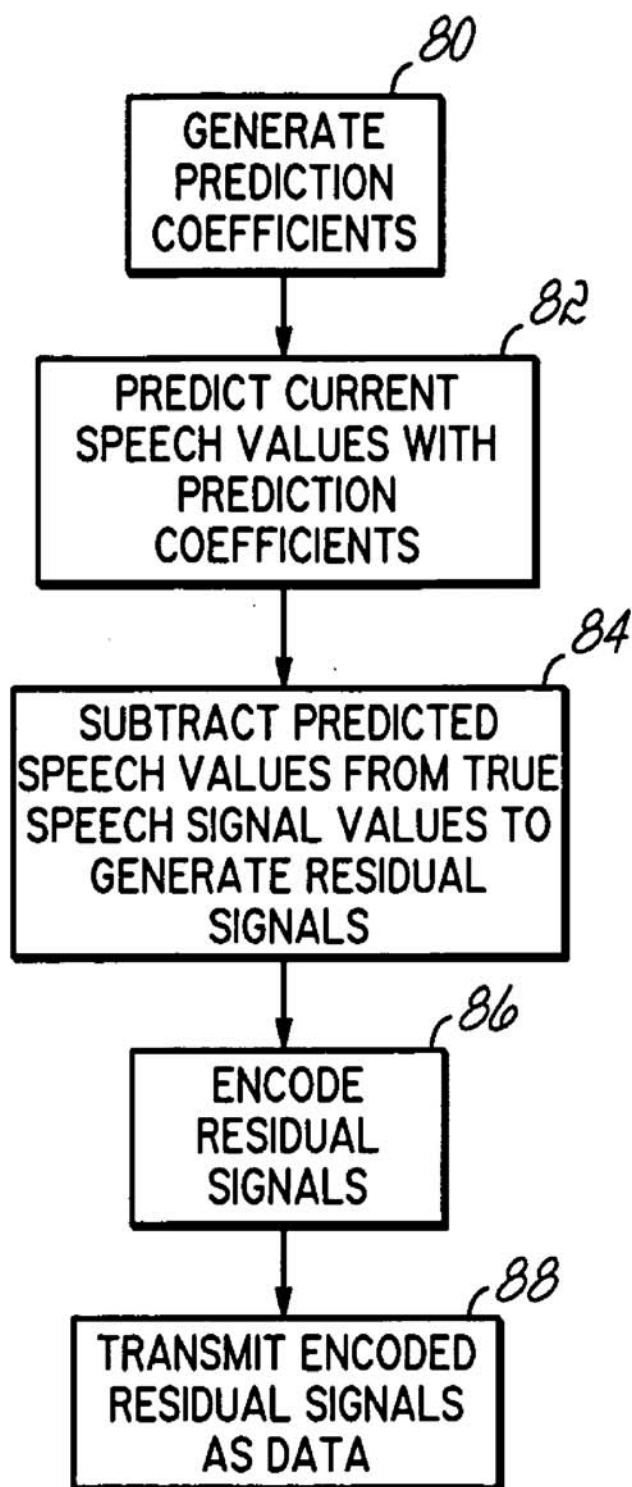 80
GENERATE
PREDICTION
COEFFICIENTS
82
PREDICT CURRENT
SPEECH VALUES WITH
PREDICTION
COEFFICIENTS
84
SUBTRACT PREDICTED
SPEECH VALUES FROM TRUE
SPEECH SIGNAL VALUES TO
GENERATE RESIDUAL
SIGNALS
86
ENCODE
RESIDUAL
SIGNALS
88
TRANSMIT ENCODED
RESIDUAL SIGNALS
AS DATA